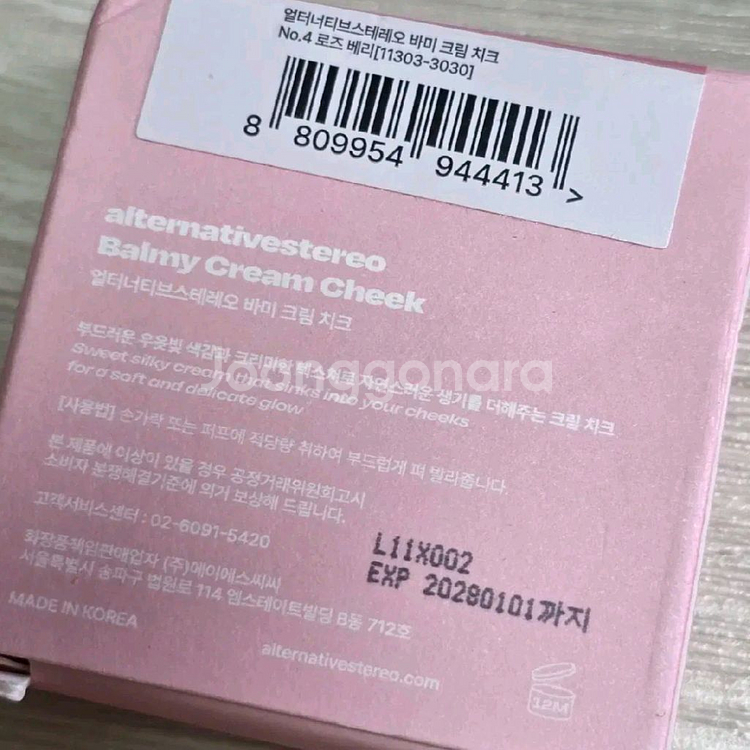 얼터너티브스테레오 바미 크림 치크
No.4 로즈 베리[11303-3030]
8 809954 944413 >
alternativestereo
Balmy Cream Cheek
얼터너티브스테레오 바미 크림 치크
부드러운 우윳빛 색감과 크리미한 텍스처로 자연스러운 생기를 더해주는 크림 치크
Sweet silky cream that sinks into your cheeks
for a soft and delicate glow
Joonggonara
[사용법] 손가락 또는 퍼프에 적당량 취하여 부드럽게 펴 발라줍니다.
본 제품에 이상이 있을 경우 공정거래위원회고시
소비자 분쟁해결기준에 의거 보상해 드립니다.
고객서비스센터 : 02-6091-5420
화장품책임판매업자 (주)에이에스씨씨
서울특별시 송파구 법원로 114 엠스테이트빌딩 B동 712호
L11X002
EXP 20280101까지
MADE IN KOREA
alternativestereo.com
12M